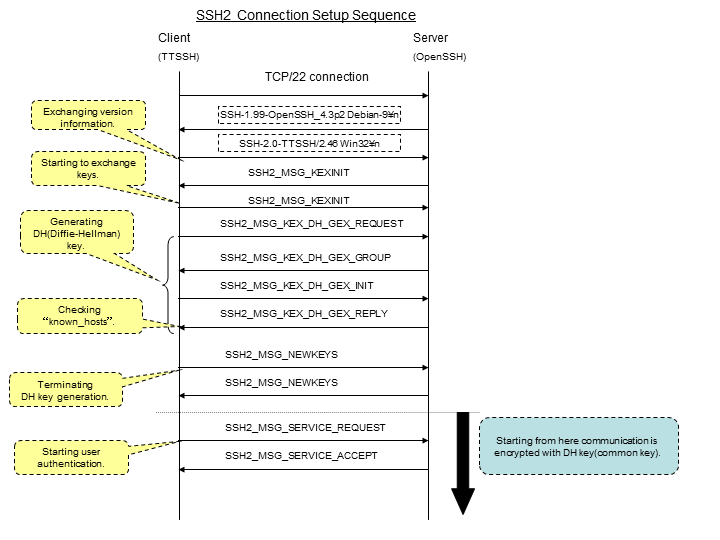 SSH2 Connection Setup Sequence
Client
(TTSSH)
Server
(OpenSSH)
TCP/22 connection
Exchanging version
information.
SSH-1.99-OpenSSH_4.3p2 Debian-9¥n
SSH-2.0-TTSSH/2.46 Win32¥n
Starting to exchange
keys.
SSH2_MSG_KEXINIT
SSH2_MSG_KEXINIT
Generating
DH(Diffie-Hellman)
key.
SSH2_MSG_KEX_DH_GEX_REQUEST
SSH2_MSG_KEX_DH_GEX_GROUP
SSH2_MSG_KEX_DH_GEX_INIT
Checking
“known_hosts”.
SSH2_MSG_KEX_DH_GEX_REPLY
SSH2_MSG_NEWKEYS
Terminating
DH key generation.
SSH2_MSG_NEWKEYS
SSH2_MSG_SERVICE_REQUEST
Starting user
authentication.
SSH2_MSG_SERVICE_ACCEPT
Starting from here communication is
encrypted with DH key(common key).